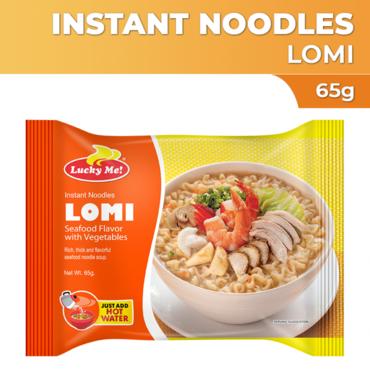 INSTANT NOODLES
LOMI
65g
Lucky Me!
Instant Noodles
LOMI
Seafood Flavor
with Vegetables
Rich, thick and flavorful
seafood noodle soup.
Net Wt. 65g.
JUST ADD
HOT
WATER